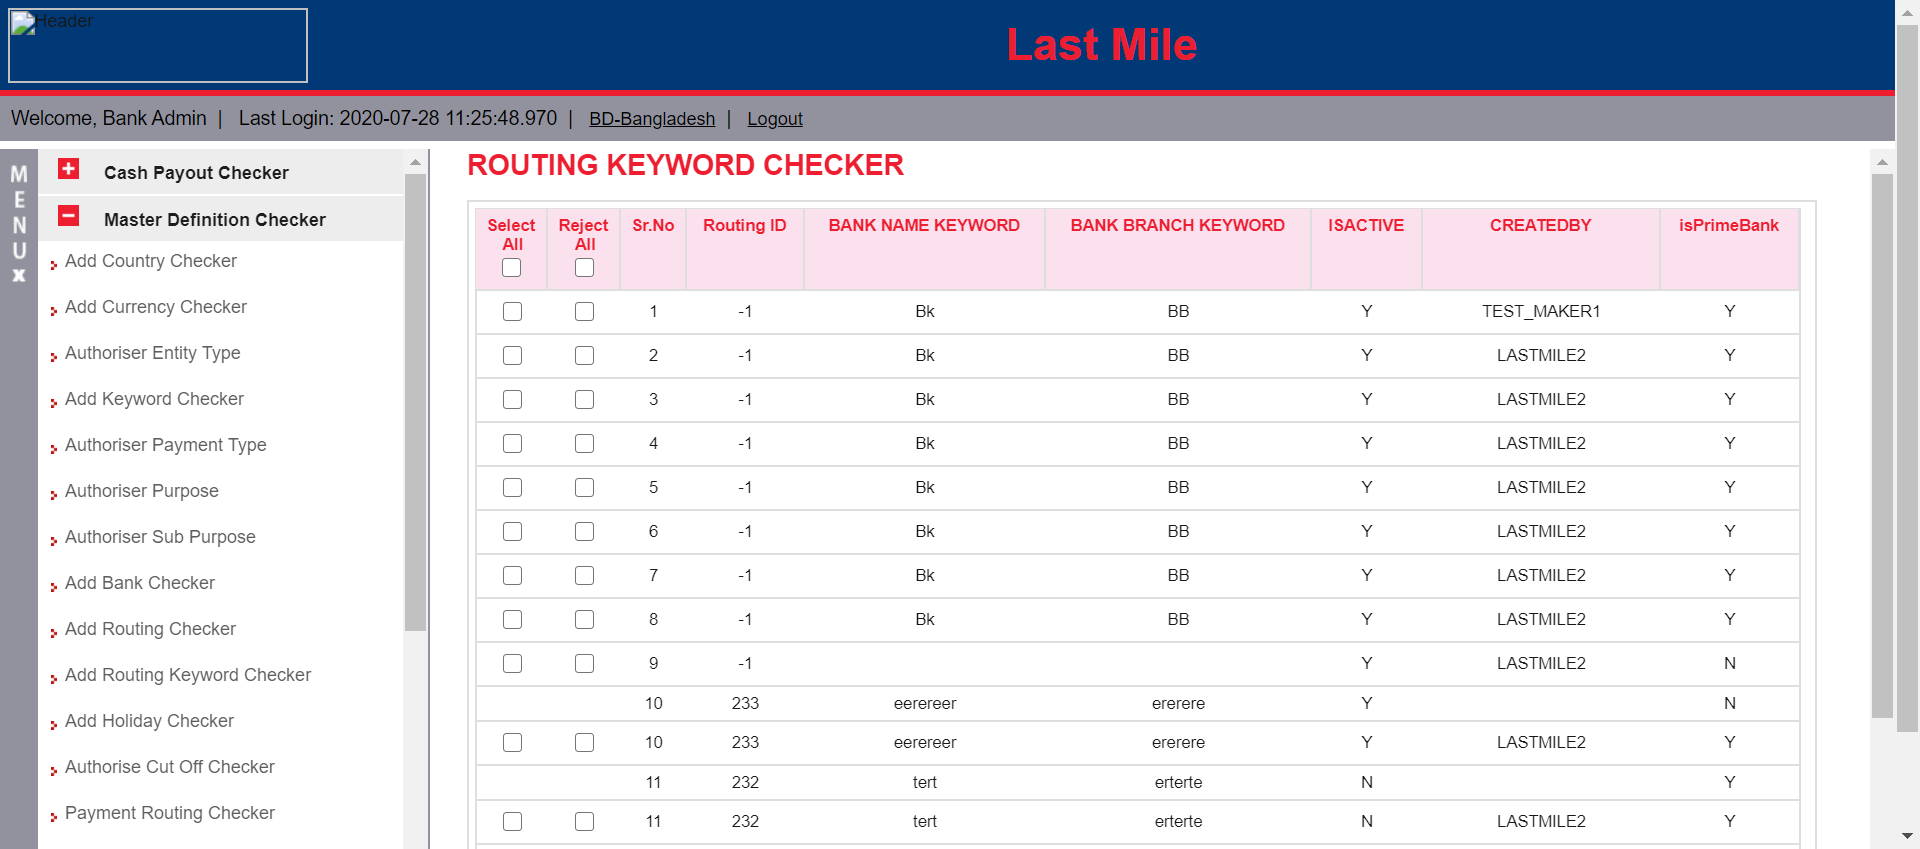 Header
Last Mile
Welcome, Bank Admin | Last Login: 2020-07-28 11:25:48.970 | BD-Bangladesh | Logout
MENU
x
Cash Payout Checker
Master Definition Checker
Add Country Checker
Add Currency Checker
Authoriser Entity Type
Add Keyword Checker
Authoriser Payment Type
Authoriser Purpose
Authoriser Sub Purpose
Add Bank Checker
Add Routing Checker
Add Routing Keyword Checker
Add Holiday Checker
Authorise Cut Off Checker
Payment Routing Checker
ROUTING KEYWORD CHECKER
Select All Reject All Sr.No Routing ID BANK NAME KEYWORD BANK BRANCH KEYWORD ISACTIVE CREATEDBY isPrimeBank
1 -1 Bk BB Y TEST_MAKER1 Y
2 -1 Bk BB Y LASTMILE2 Y
3 -1 Bk BB Y LASTMILE2 Y
4 -1 Bk BB Y LASTMILE2 Y
5 -1 Bk BB Y LASTMILE2 Y
6 -1 Bk BB Y LASTMILE2 Y
7 -1 Bk BB Y LASTMILE2 Y
8 -1 Bk BB Y LASTMILE2 Y
9 -1 Y LASTMILE2 N
10 233 eerereer ererere Y N
10 233 eerereer ererere Y LASTMILE2 Y
11 232 tert erterte N Y
11 232 tert erterte N LASTMILE2 Y